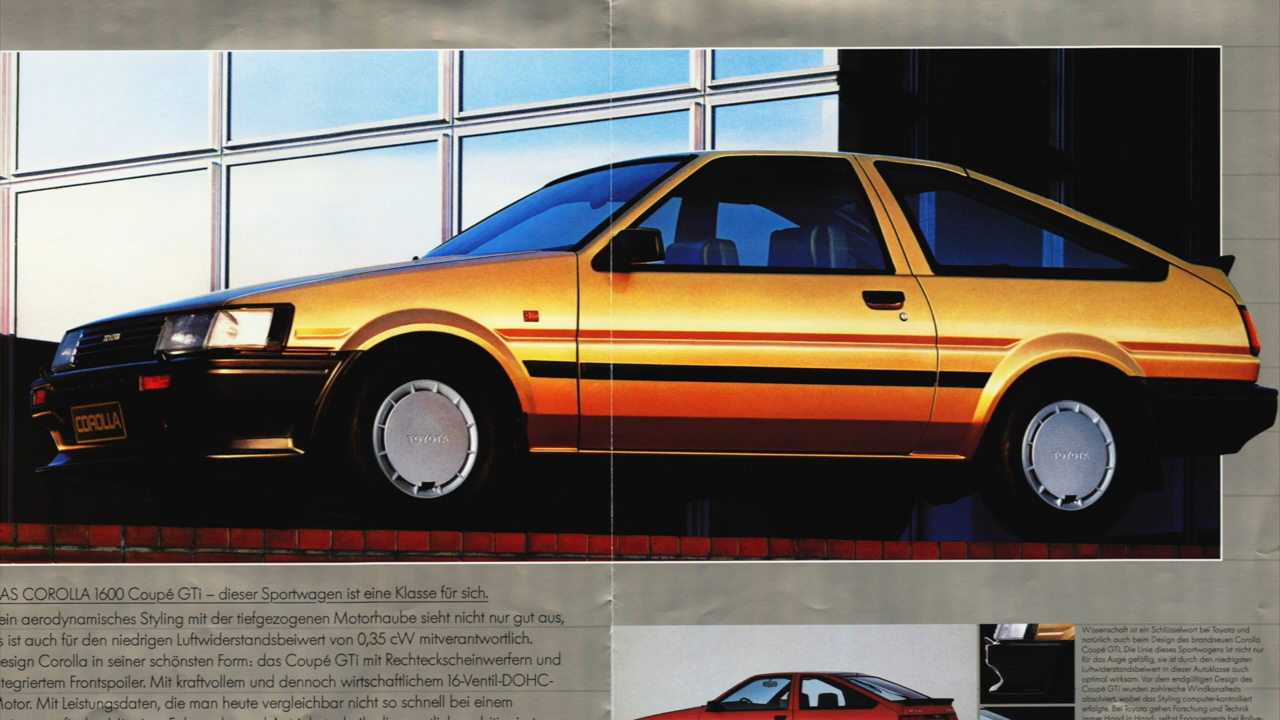 TOYOTA
COROLLA
TOYOTA
TOYOTA
AS COROLLA 1600 Coupé GTi – dieser Sportwagen ist eine Klasse für sich.
ein aerodynamisches Styling mit der tiefgezogenen Motorhaube sieht nicht nur gut aus,
s ist auch für den niedrigen Luftwiderstandsbeiwert von 0,35 cW mitverantwortlich.
esign Corolla in seiner schönsten Form: das Coupé GTi mit Rechteckscheinwerfern und
tegriertem Frontspoiler. Mit kraftvollem und dennoch wirtschaftlichem 16-Ventil-DOHC-
Motor. Mit Leistungsdaten, die man heute vergleichbar nicht so schnell bei einem
Wissenschaft ist ein Schlüsselwort bei Toyota und
natürlich auch beim Design des brandneuen Corolla
Coupé GTi. Die Linie dieses Sportwagens ist nicht nur
für das Auge gefällig, sie ist durch den niedrigsten
Luftwiderstandsbeiwert in dieser Autoklasse auch
optimal wirksam. Vor dem endgültigen Design des
Coupé GTi wurden zahlreiche Windkanaltests
absolviert, wobei das Styling computer-kontrolliert
erfolgte. Bei Toyota gehen Forschung und Technik